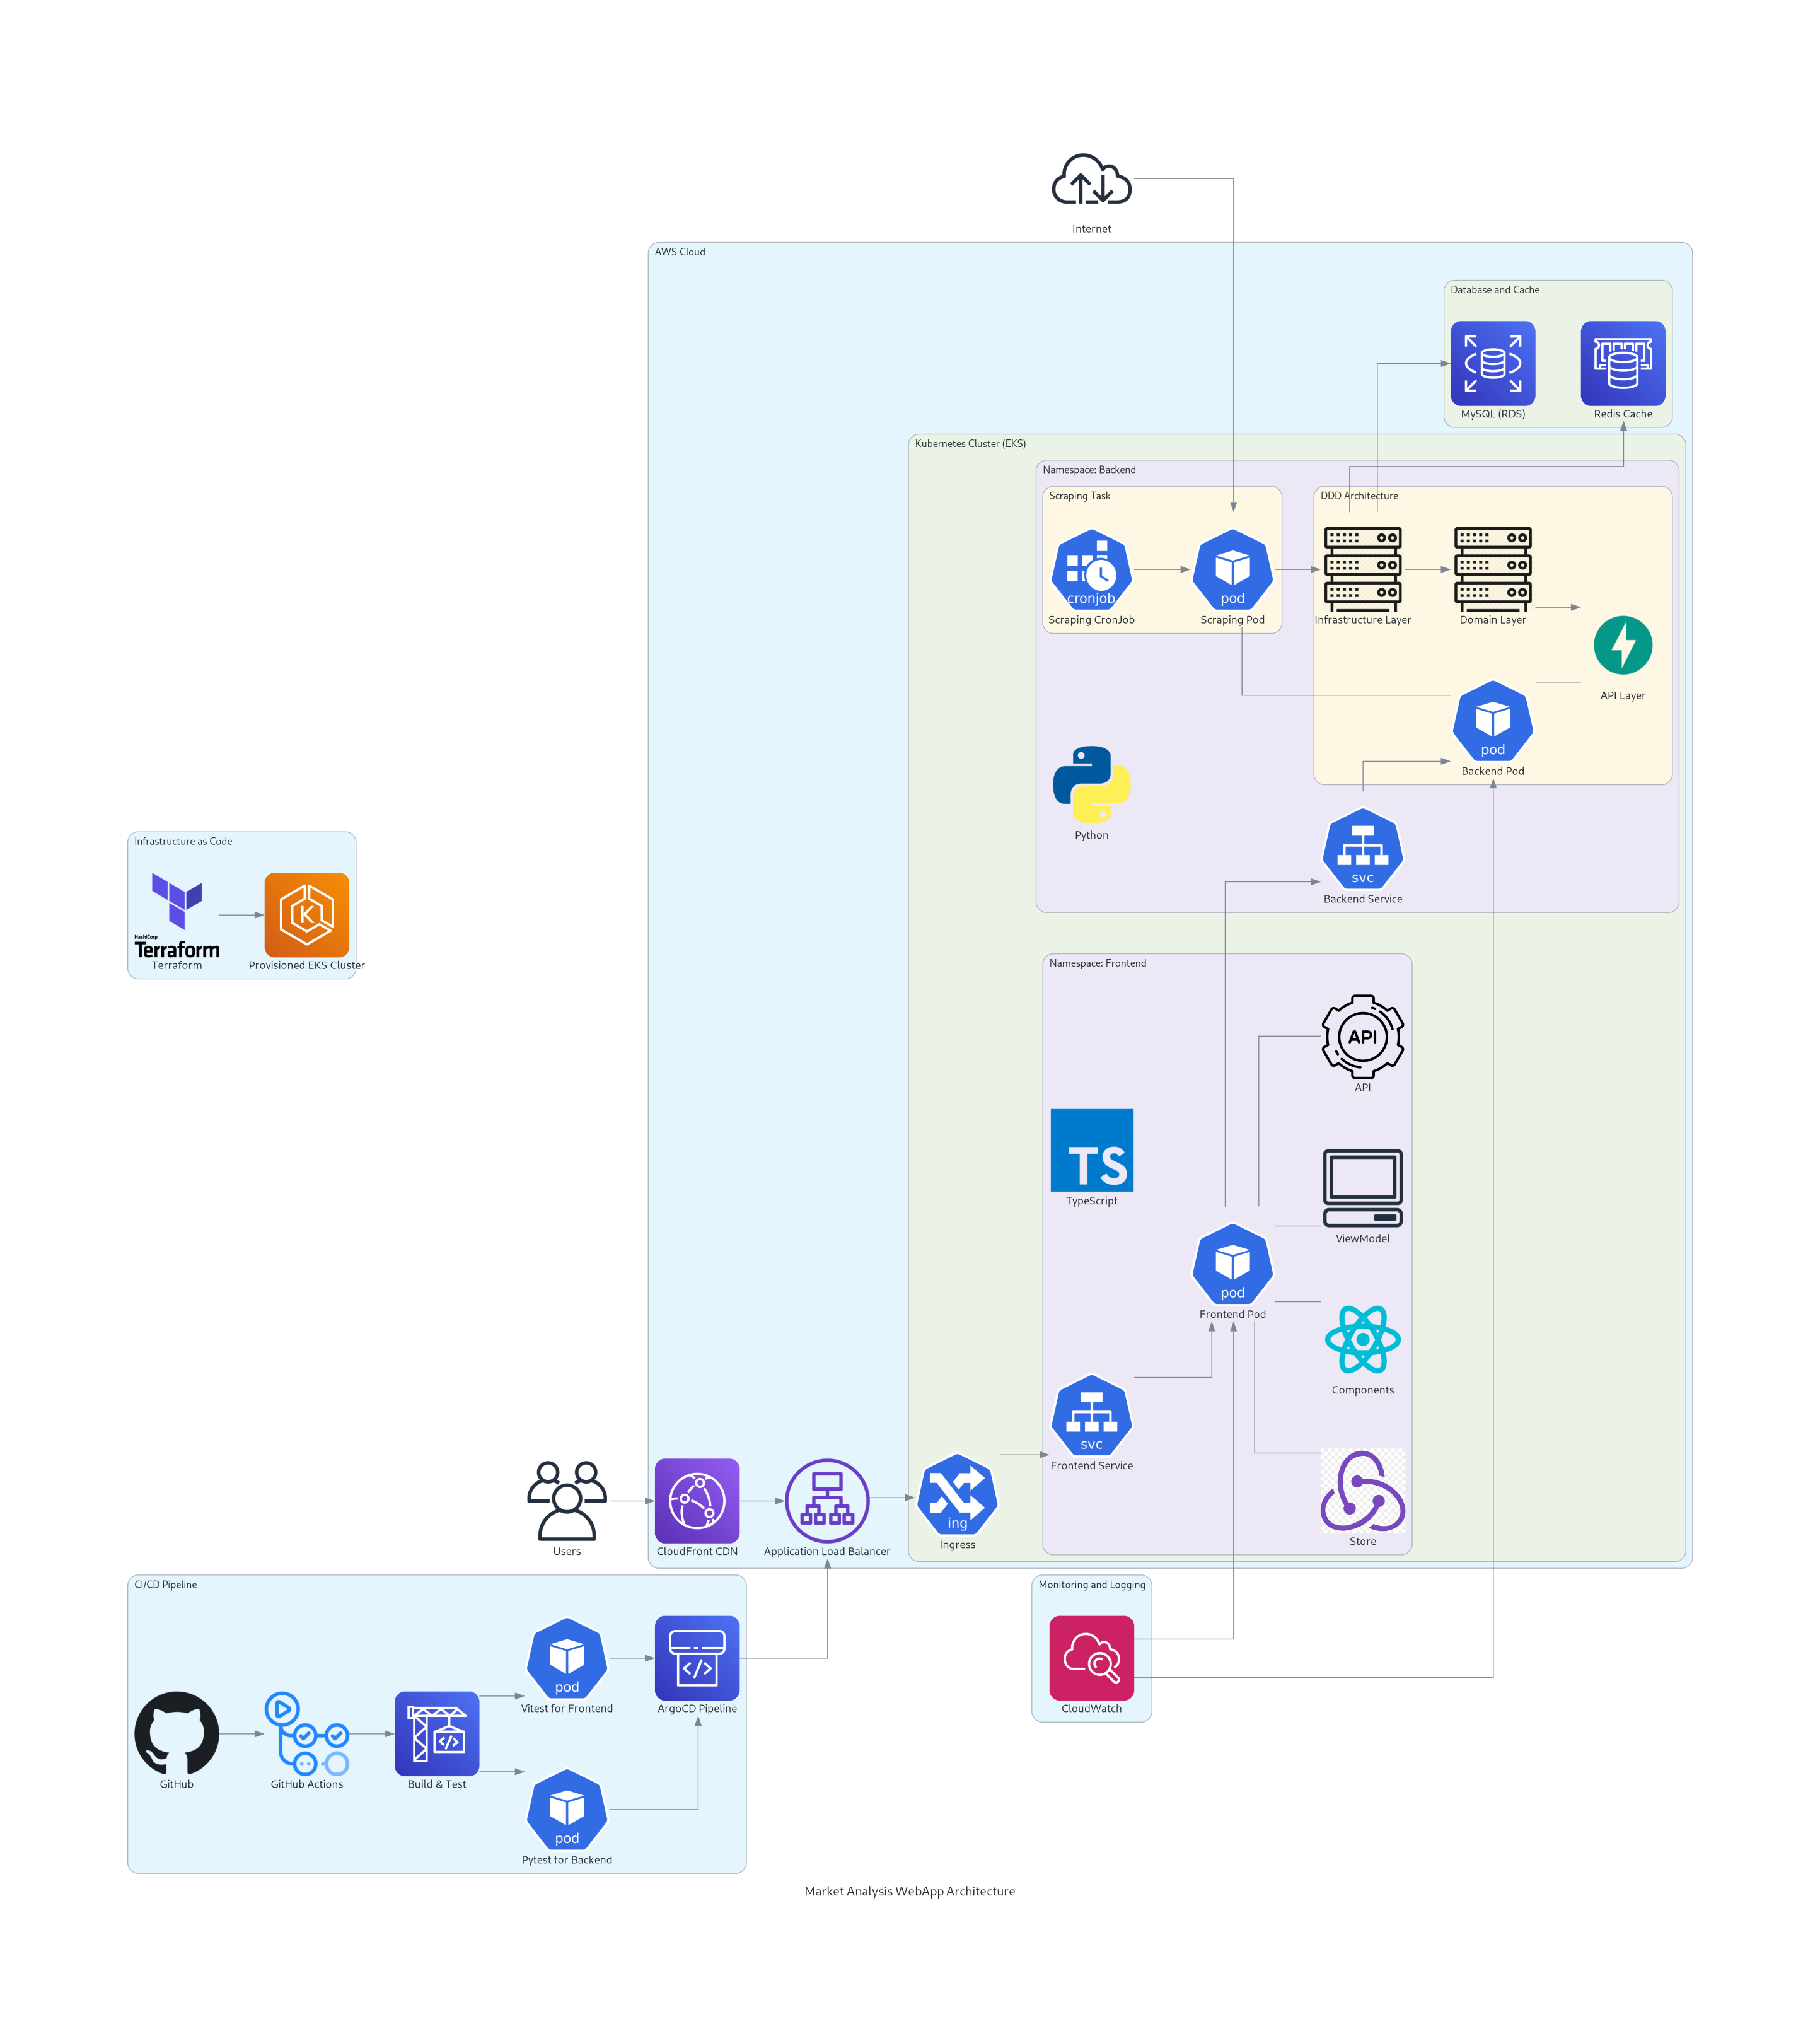 Internet
AWS Cloud
Database and Cache
MySQL (RDS)
Redis Cache
Kubernetes Cluster (EKS)
Namespace: Backend
Scraping Task
cronjob
Scraping CronJob
pod
Scraping Pod
DDD Architecture
Infrastructure Layer
Domain Layer
API Layer
pod
Backend Pod
Python
svc
Backend Service
Infrastructure as Code
HashiCorp
Terraform
Terraform
K
Provisioned EKS Cluster
Namespace: Frontend
API
API
TS
TypeScript
ViewModel
pod
Frontend Pod
Components
svc
Frontend Service
Store
Users
CloudFront CDN
Application Load Balancer
ing
Ingress
CI/CD Pipeline
GitHub
GitHub Actions
Build & Test
pod
Vitest for Frontend
pod
Pytest for Backend
ArgoCD Pipeline
Monitoring and Logging
CloudWatch
Market Analysis WebApp Architecture